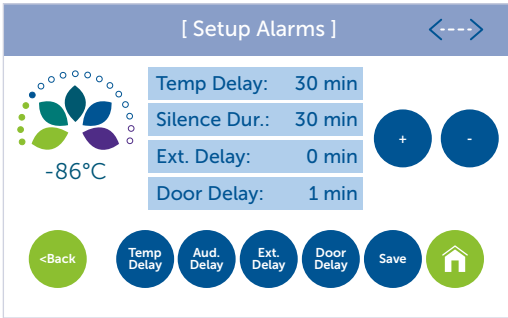 [ Setup Alarms ]
<---->
-86°C
Temp Delay: 30 min
Silence Dur.: 30 min
Ext. Delay: 0 min
Door Delay: 1 min
+
-
<Back
Temp
Delay
Aud.
Delay
Ext.
Delay
Door
Delay
Save